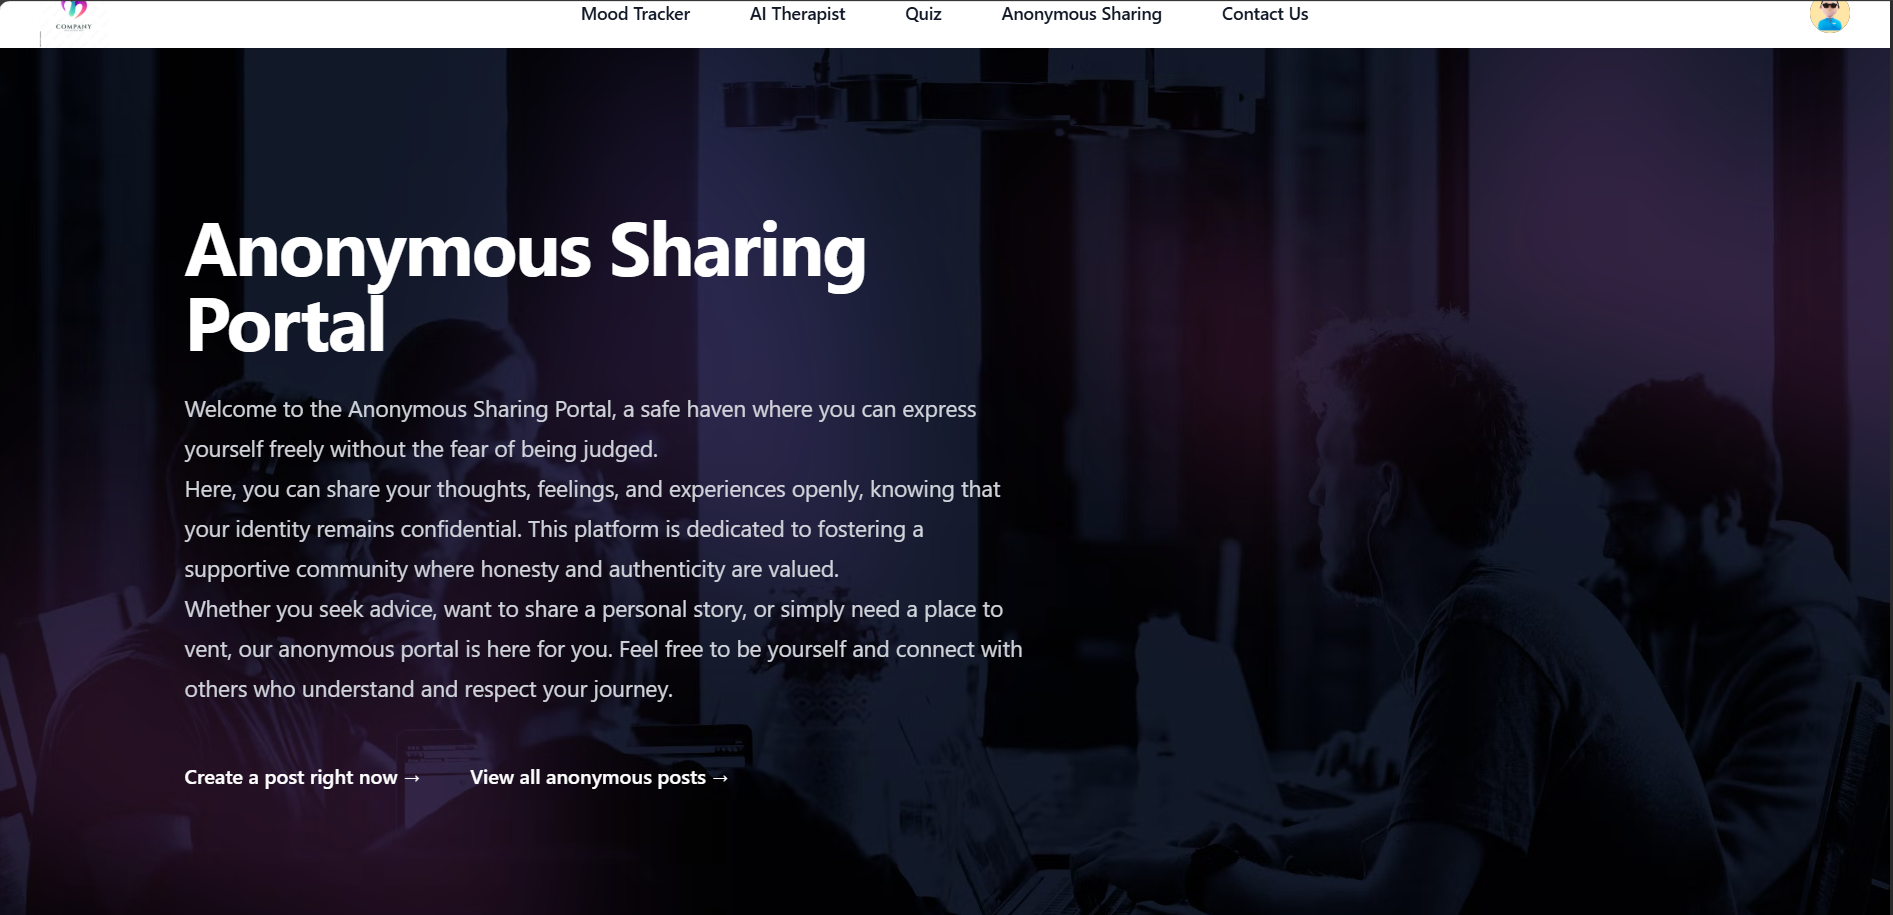 COMPANY
Mood Tracker
AI Therapist
Quiz
Anonymous Sharing
Contact Us
Anonymous Sharing
Portal
Welcome to the Anonymous Sharing Portal, a safe haven where you can express
yourself freely without the fear of being judged.
Here, you can share your thoughts, feelings, and experiences openly, knowing that
your identity remains confidential. This platform is dedicated to fostering a
supportive community where honesty and authenticity are valued.
Whether you seek advice, want to share a personal story, or simply need a place to
vent, our anonymous portal is here for you. Feel free to be yourself and connect with
others who understand and respect your journey.
Create a post right now →
View all anonymous posts →